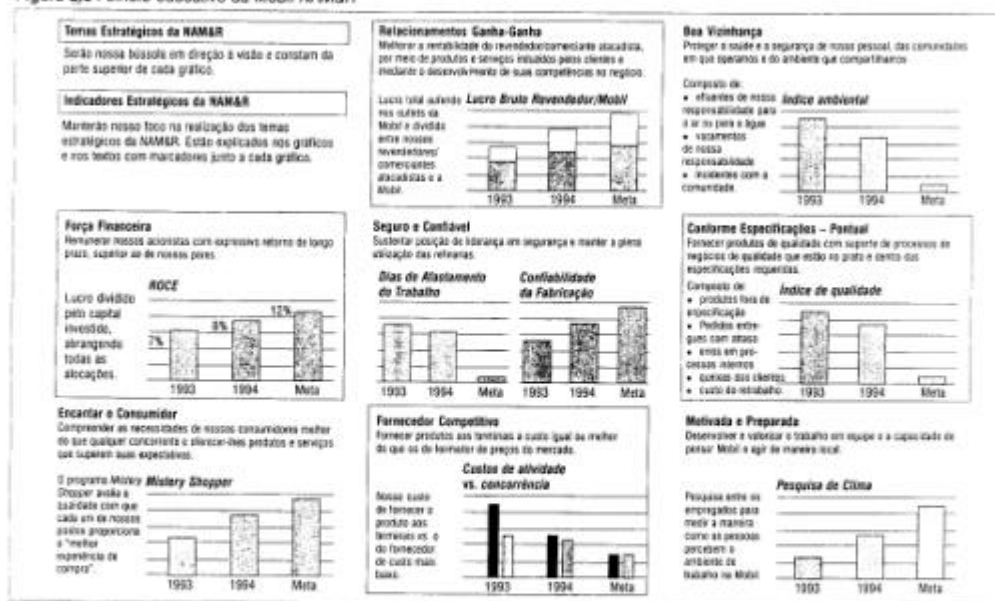 Temas Estratégicos da NAM&R
Serão nossa bússola em direção à visão e constam da
parte superior de cada gráfico.
Indicadores Estratégicos da NAM&R
Manterão nosso foco na realização dos temas
estratégicos da NAM&R. Estão explicados nos gráficos
e nos textos com marcadores junto a cada gráfico.
Relacionamentos Ganha-Ganha
Melhorar a rentabilidade do revendedor/comerciante atacadista,
por meio de produtos e serviços induzidos pelos clientes e
mediante o desenvolvimento de suas competências no negócio.
Lucro total auferido
nos outlets da
Mobil e dividido
entre nossos
revendedores/
comerciantes
atacadistas e a
Mobil.
Lucro Bruto Revendedor/Mobil
1993 1994 Meta
Boa Vizinhança
Proteger a saúde e a segurança de nosso pessoal, das comunidades
em que operamos e do ambiente que compartilhamos
Composto de:
• efluentes de nossa
responsabilidade para
o ar ou para a água
• vazamentos
de nossa
responsabilidade
• incidentes com a
comunidade.
Índice ambiental
1993 1994 Meta
Força Financeira
Remunerar nossos acionistas com expressivo retorno de longo
prazo, superior ao de nossos pares.
Lucro dividido
pelo capital
investido,
abrangendo
todas as
alocações.
ROCE
7% 8% 12%
1993 1994 Meta
Seguro e Confiável
Sustentar posição de liderança em segurança e manter a plena
utilização das refinarias.
Dias de Afastamento
do Trabalho
1993 1994 Meta
Confiabilidade
da Fabricação
1993 1994 Meta
Conforme Especificações – Pontual
Fornecer produtos de qualidade com suporte de processos de
negócios de qualidade que estão no prazo e dentro das
especificações requeridas.
Composto de
• produtos fora de
especificação
• Pedidos entre-
gues com atraso
• erros em pro-
cessos internos
• queixas dos clientes
• custo do retrabalho
Índice de qualidade
1993 1994 Meta
Encantar o Consumidor
Compreender as necessidades de nossos consumidores melhor
do que qualquer concorrente e oferecer-lhes produtos e serviços
que superem suas expectativas.
O programa Mistery
Shopper avalia a
qualidade com que
cada um de nossos
postos proporciona
a "melhor
experiência de
compra".
Mistery Shopper
1993 1994 Meta
Fornecedor Competitivo
Fornecer produtos aos terminais a custo igual ou melhor
do que os do formador de preços do mercado.
Nosso custo
de fornecer o
produto aos
terminais vs. o
do fornecedor
de custo mais
baixo.
Custos de atividade
vs. concorrência
1993 1994 Meta
Motivada e Preparada
Desenvolver e valorizar o trabalho em equipe e a capacidade de
pensar Mobil e agir de maneira local.
Pesquisa entre os
empregados para
medir a maneira
como as pessoas
percebem o
ambiente de
trabalho na Mobil
Pesquisa de Clima
1993 1994 Meta